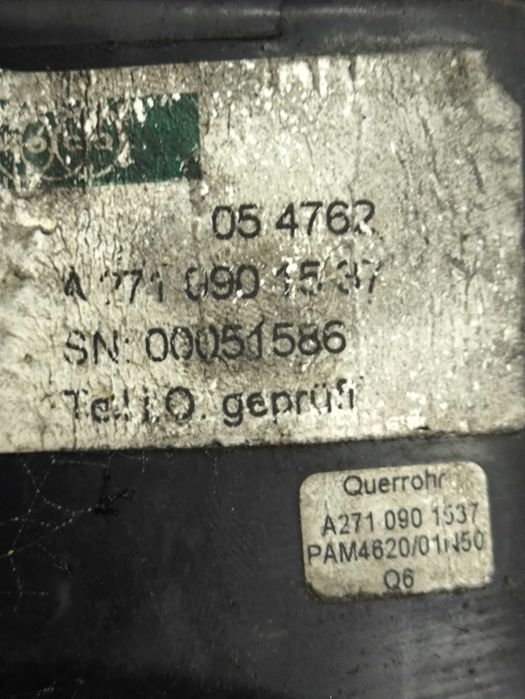 05 4762
A 271 090 15 37
SN: 00051586
Teil i.O. geprüft
Querrohr
A271 090 1537
PAM4620/01N50
Q6